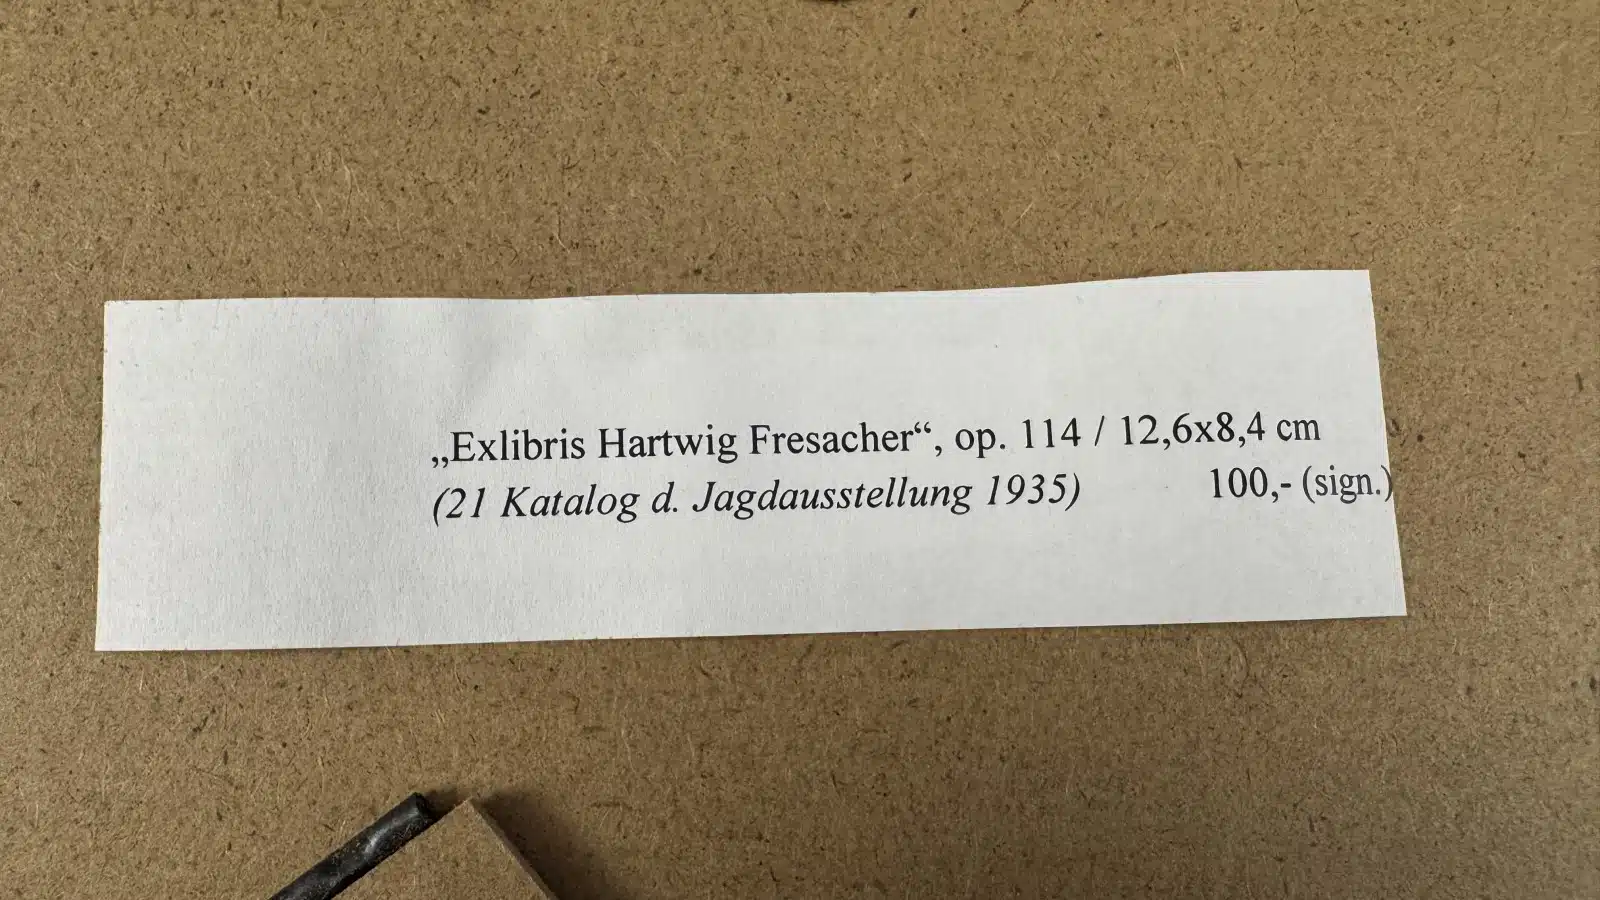 „Exlibris Hartwig Fresacher“, op. 114 / 12,6x8,4 cm
(21 Katalog d. Jagdausstellung 1935) 100,- (sign.)